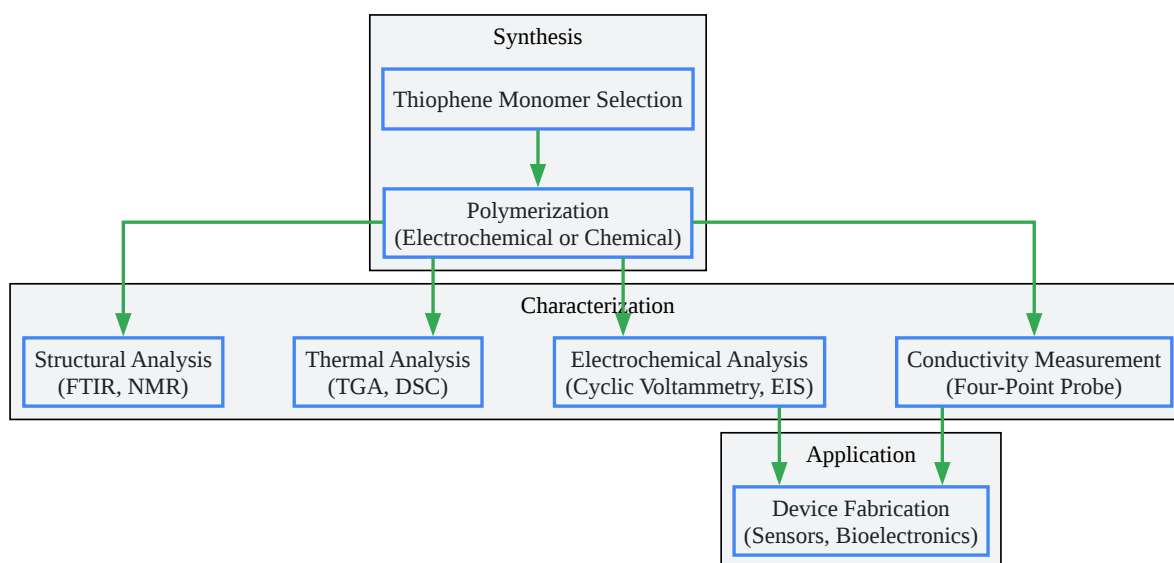 Synthesis
Thiophene Monomer Selection
Polymerization
(Electrochemical or Chemical)
Characterization
Structural Analysis
(FTIR, NMR)
Thermal Analysis
(TGA, DSC)
Electrochemical Analysis
(Cyclic Voltammetry, EIS)
Conductivity Measurement
(Four-Point Probe)
Application
Device Fabrication
(Sensors, Bioelectronics)